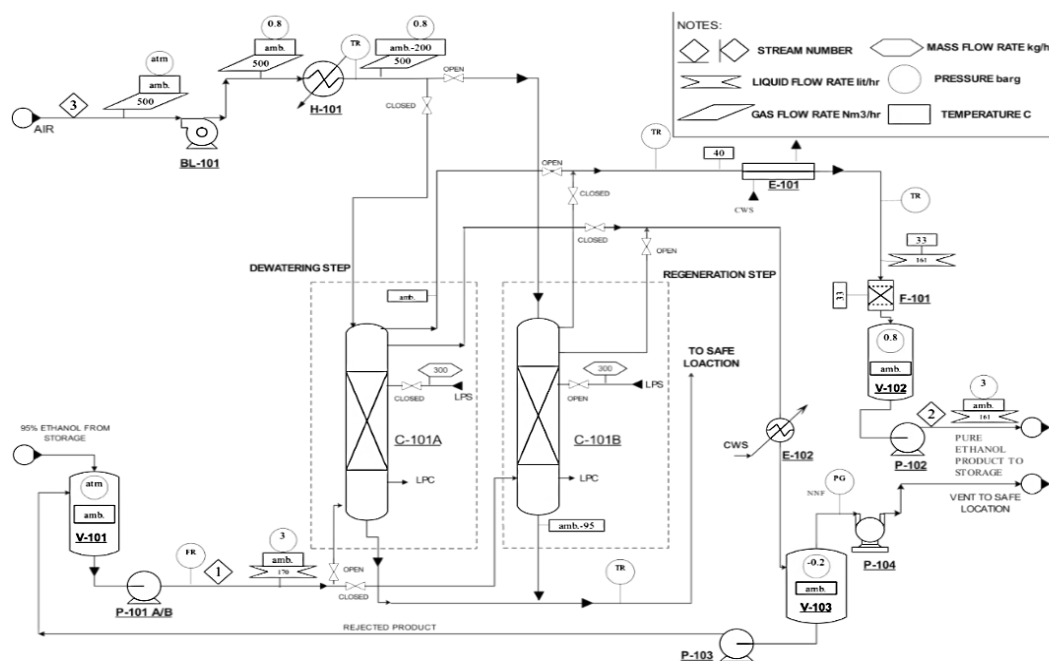 0.8
amb.
500
TR
0.8
amb.-200
500
NOTES:
STREAM NUMBER
MASS FLOW RATE kg/h
LIQUID FLOW RATE lit/hr
PRESSURE barg
GAS FLOW RATE Nm3/hr
TEMPERATURE C
atm
amb.
500
3
AIR
BL-101
H-101
OPEN
CLOSED
TR
40
OPEN
CLOSED
E-101
CWS
TR
33
161
CLOSED
OPEN
DEWATERING STEP
REGENERATION STEP
amb.
33
F-101
0.8
amb.
V-102
TO SAFE
LOACTION
300
CLOSED
LPS
300
OPEN
LPS
C-101A
C-101B
LPC
LPC
CWS
E-102
2
3
amb.
161
P-102
PURE
ETHANOL
PRODUCT TO
STORAGE
95% ETHANOL FROM
STORAGE
atm
amb.
V-101
FR
1
3
amb.
170
P-101 A/B
OPEN
CLOSED
amb.-95
TR
PG
NNF
VENT TO SAFE
LOCATION
P-104
-0.2
amb.
V-103
REJECTED PRODUCT
P-103